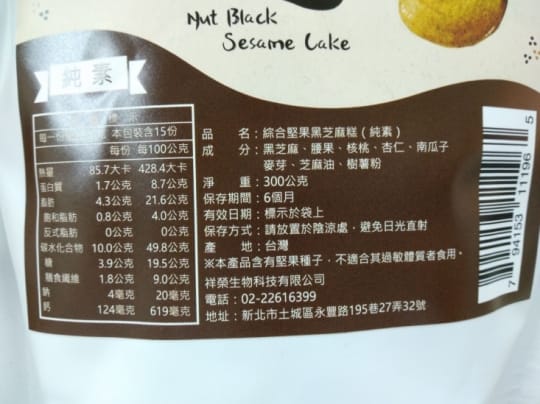 Nut Black
Sesame Cake
純素
本包裝含15份
每份 每100公克
熱量 85.7大卡 428.4大卡
蛋白質 1.7公克 8.7公克
脂肪 4.3公克 21.6公克
飽和脂肪 0.8公克 4.0公克
反式脂肪 0公克 0公克
碳水化合物 10.0公克 49.8公克
糖 3.9公克 19.5公克
膳食纖維 1.8公克 9.0公克
鈉 4毫克 20毫克
鈣 124毫克 619毫克
品 名：綜合堅果黑芝麻糕（純素）
成 分：黑芝麻、腰果、核桃、杏仁、南瓜子
麥芽、芝麻油、樹薯粉
淨 重：300公克
保存期間：6個月
有效日期：標示於袋上
保存方式：請放置於陰涼處，避免日光直射
產 地：台灣
※本產品含有堅果種子，不適合其過敏體質者食用。
祥榮生物科技有限公司
電話：02-22616399
地址：新北市土城區永豐路195巷27弄32號
7 94153 11196 5